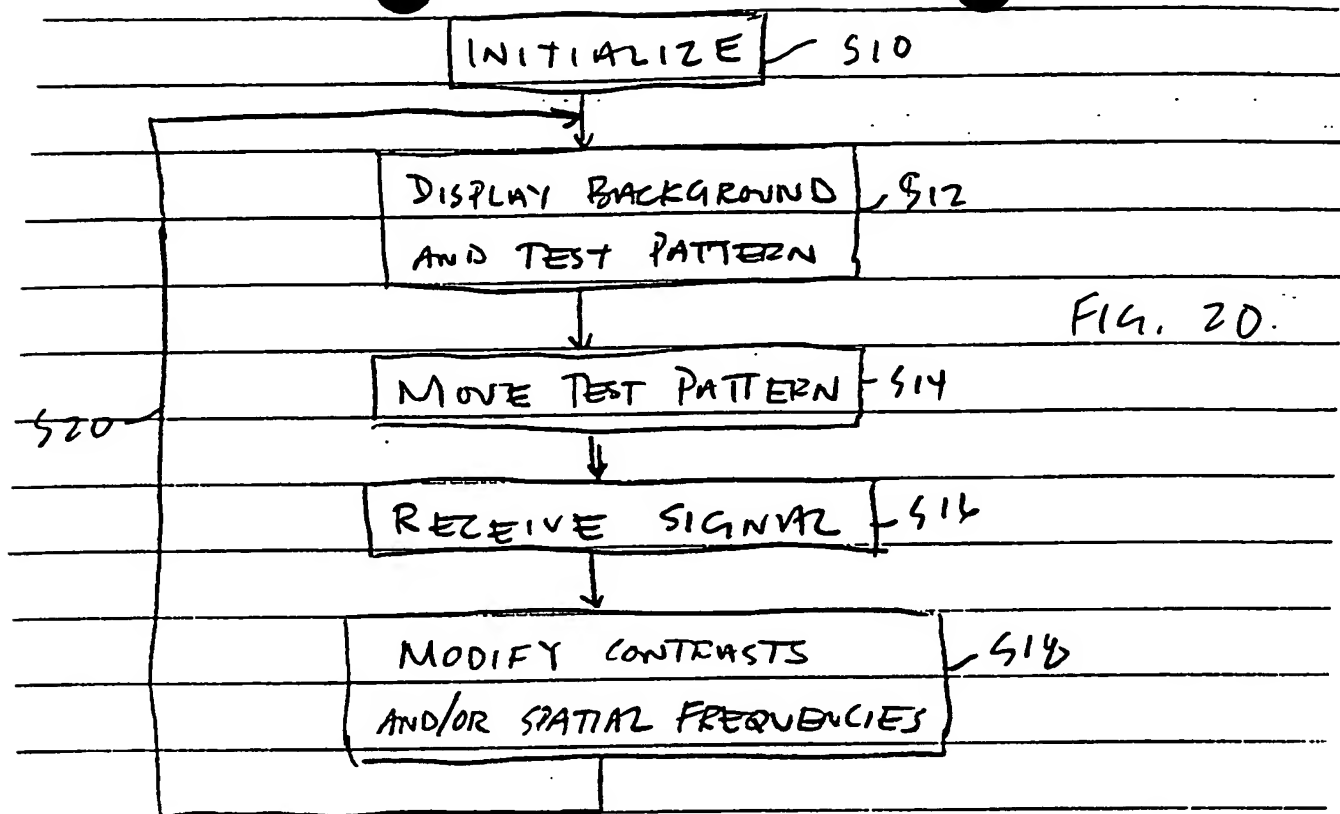 INITIALIZE S10
DISPLAY BACKGROUND S12
AND TEST PATTERN
FIG. 20.
MOVE TEST PATTERN S14
S20
RECEIVE SIGNAL S16
MODIFY CONTRASTS S18
AND/OR SPATIAL FREQUENCIES